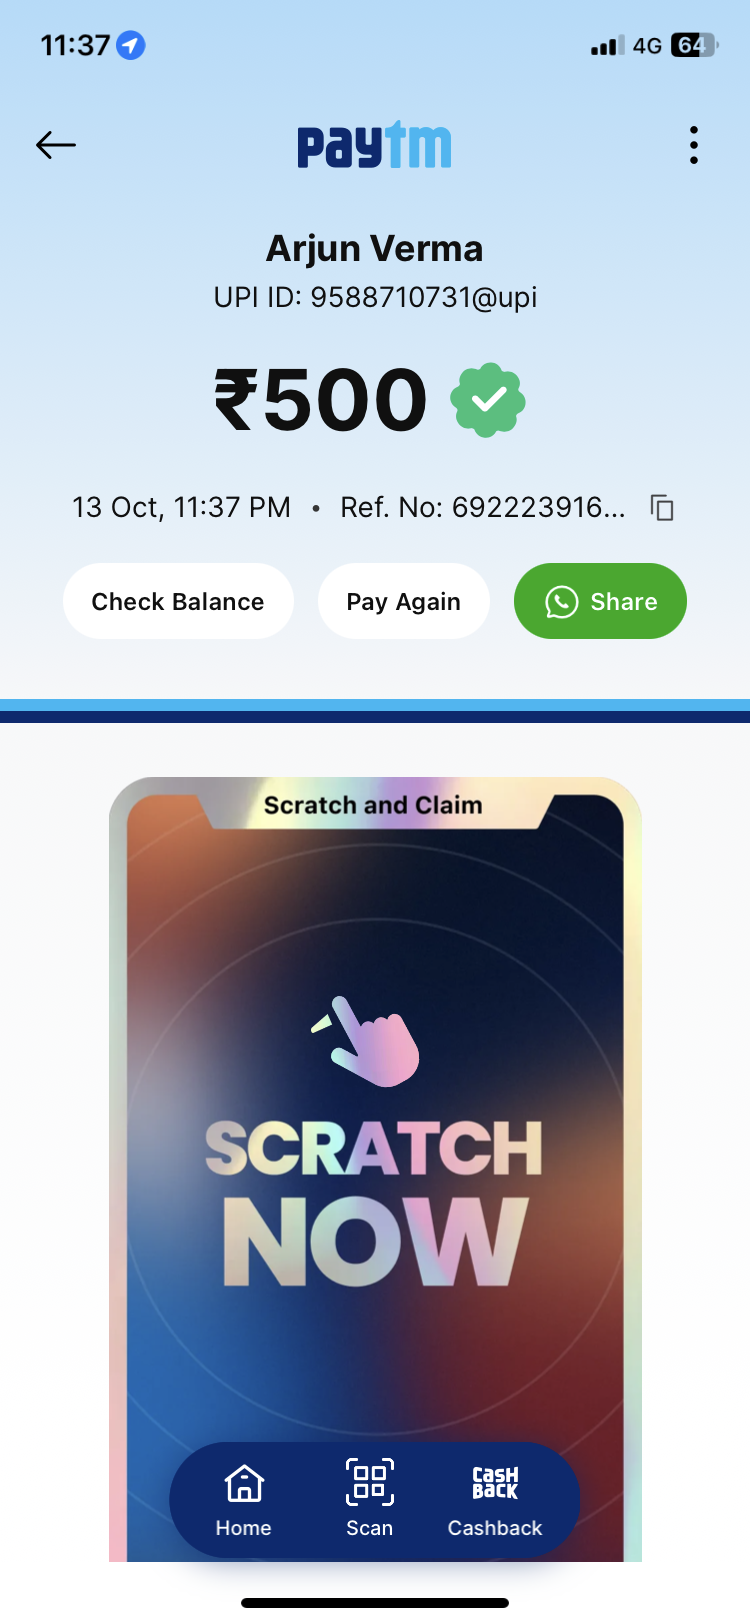 11:37 4G 64
paytm
Arjun Verma
UPI ID: 9588710731@upi
₹500
13 Oct, 11:37 PM • Ref. No: 692223916...
Check Balance Pay Again Share
Scratch and Claim
SCRATCH
NOW
CASH
BACK
Home Scan Cashback